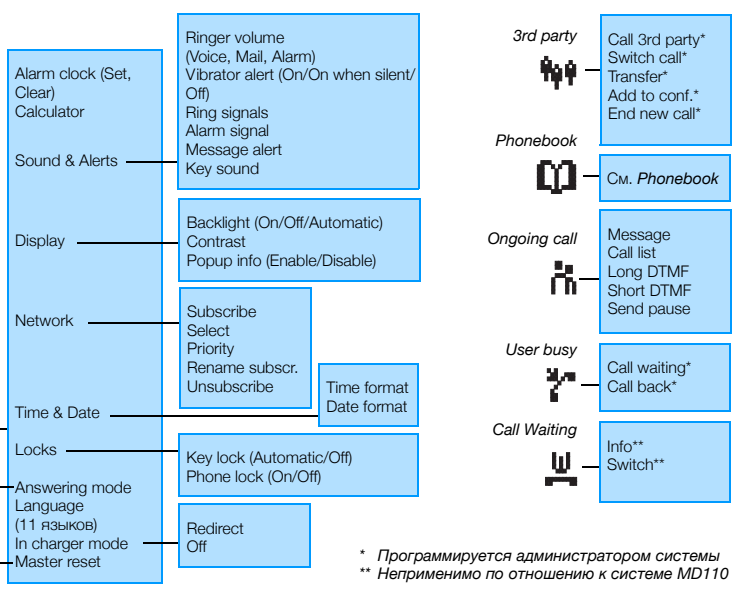 Alarm clock (Set,
Clear)
Calculator
Sound & Alerts
Display
Network
Time & Date
Locks
Answering mode
Language
(11 языков)
In charger mode
Master reset
Ringer volume
(Voice, Mail, Alarm)
Vibrator alert (On/On when silent/
Off)
Ring signals
Alarm signal
Message alert
Key sound
Backlight (On/Off/Automatic)
Contrast
Popup info (Enable/Disable)
Subscribe
Select
Priority
Rename subscr.
Unsubscribe
Time format
Date format
Key lock (Automatic/Off)
Phone lock (On/Off)
Redirect
Off
3rd party
Call 3rd party*
Switch call*
Transfer*
Add to conf.*
End new call*
Phonebook
См. Phonebook
Ongoing call
Message
Call list
Long DTMF
Short DTMF
Send pause
User busy
Call waiting*
Call back*
Call Waiting
Info**
Switch**
* Программируется администратором системы
** Неприменимо по отношению к системе MD110